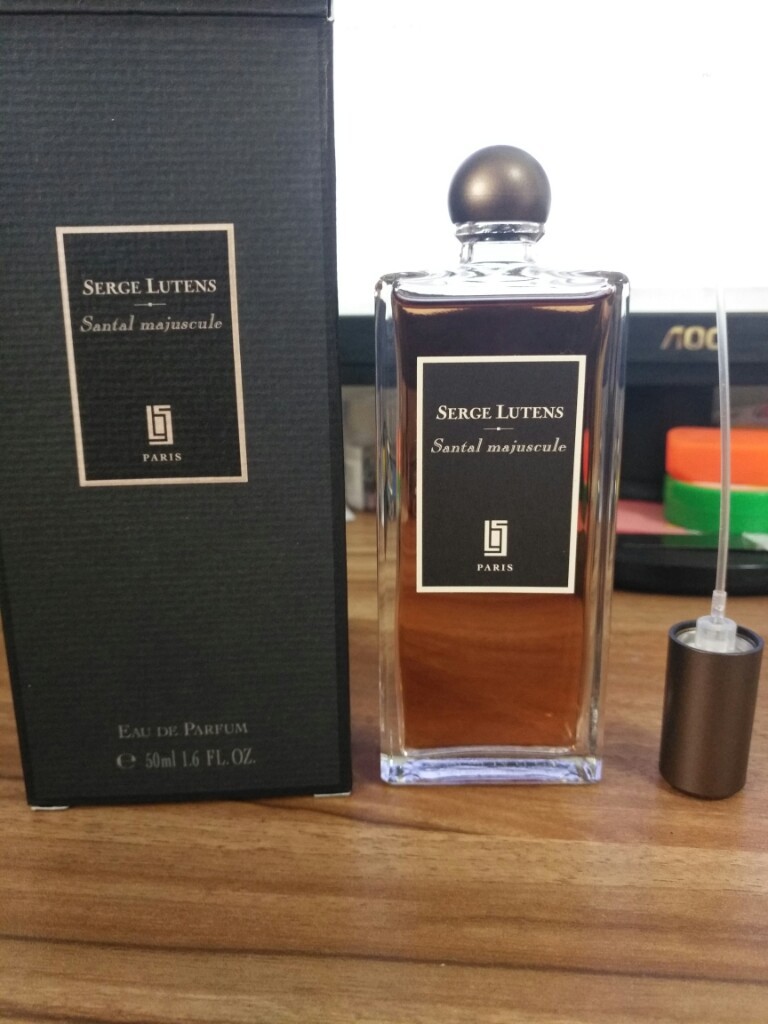 SERGE LUTENS
Santal majuscule
PARIS
EAU DE PARFUM
℮ 50ml 1.6 FL. OZ.
SERGE LUTENS
Santal majuscule
PARIS
AOC